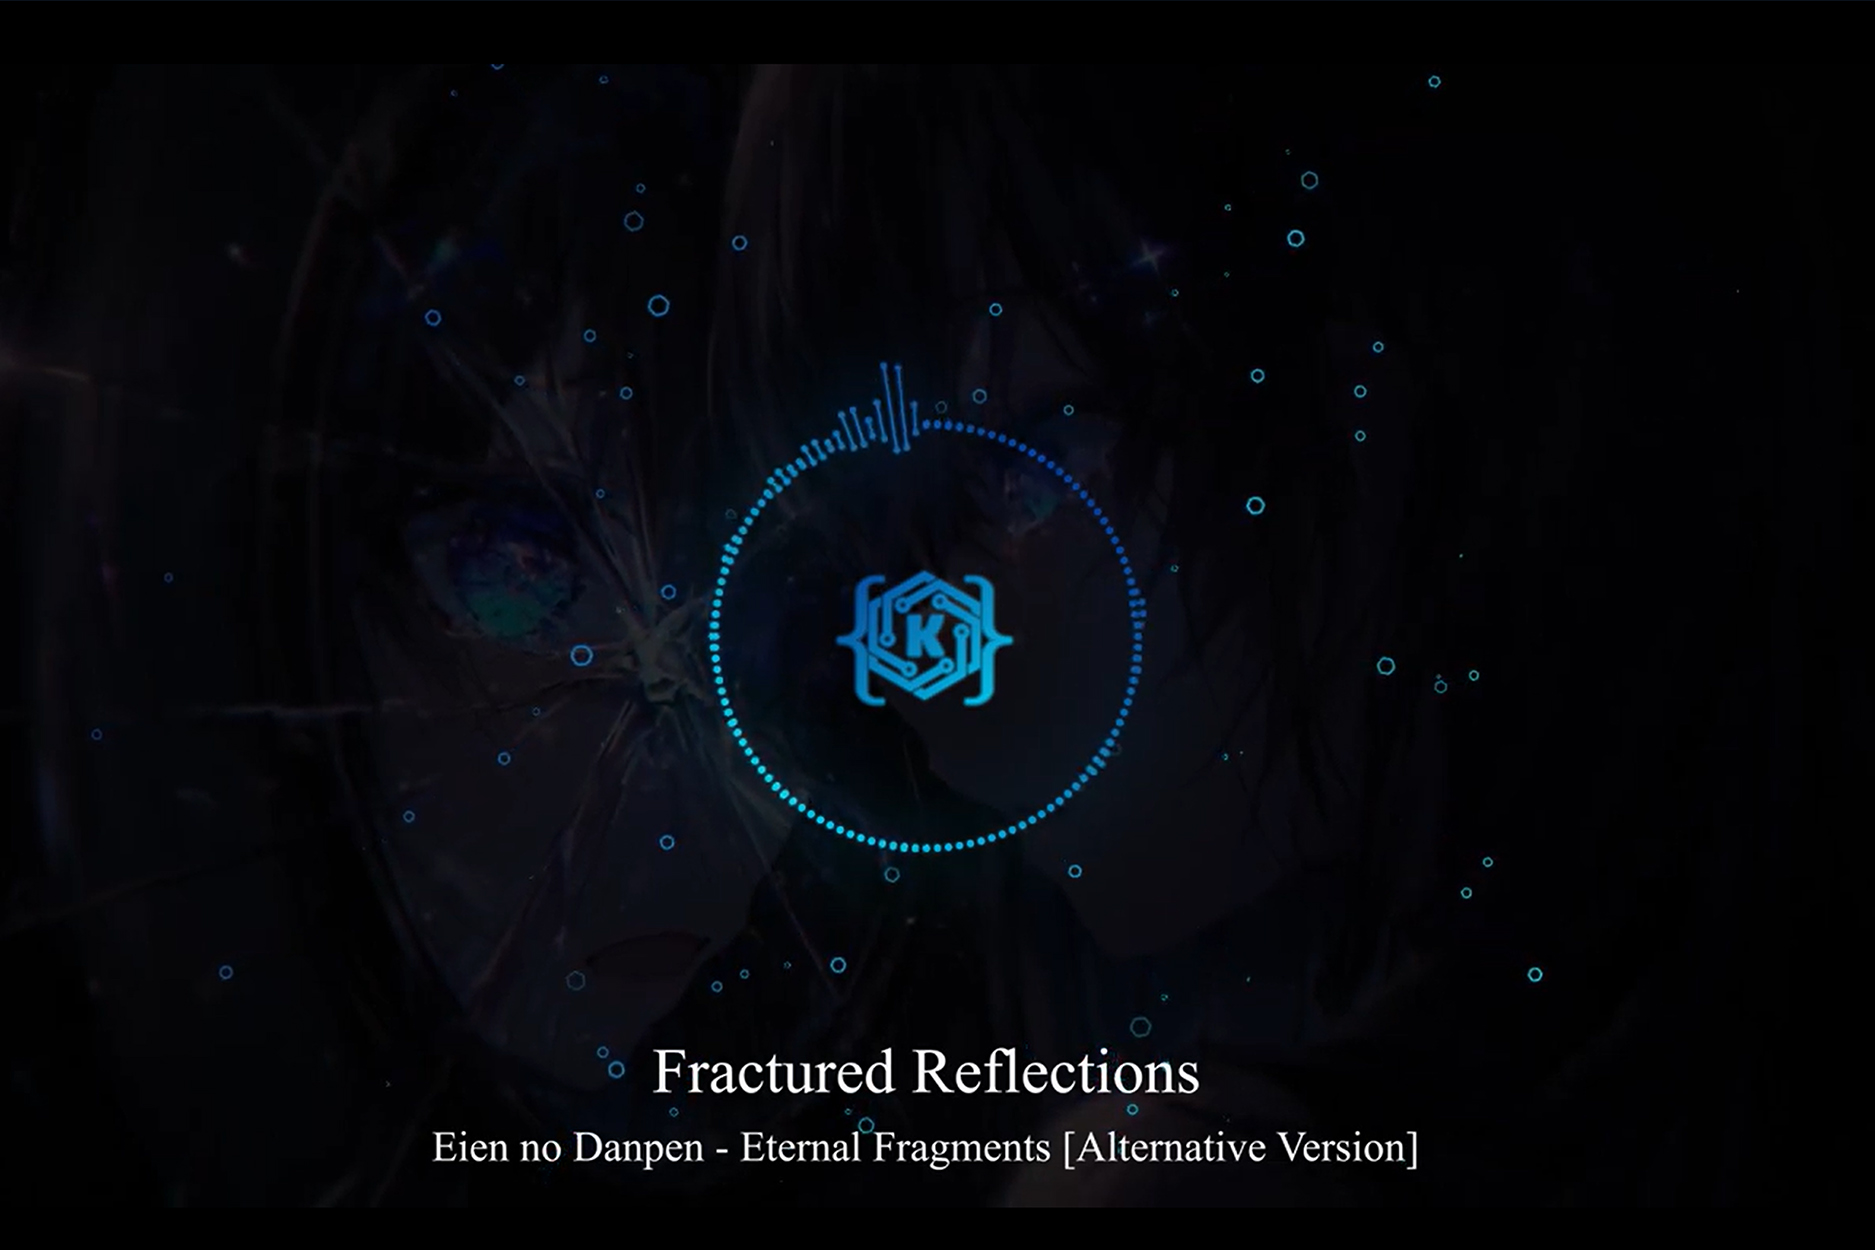 K
Fractured Reflections
Eien no Danpen - Eternal Fragments [Alternative Version]